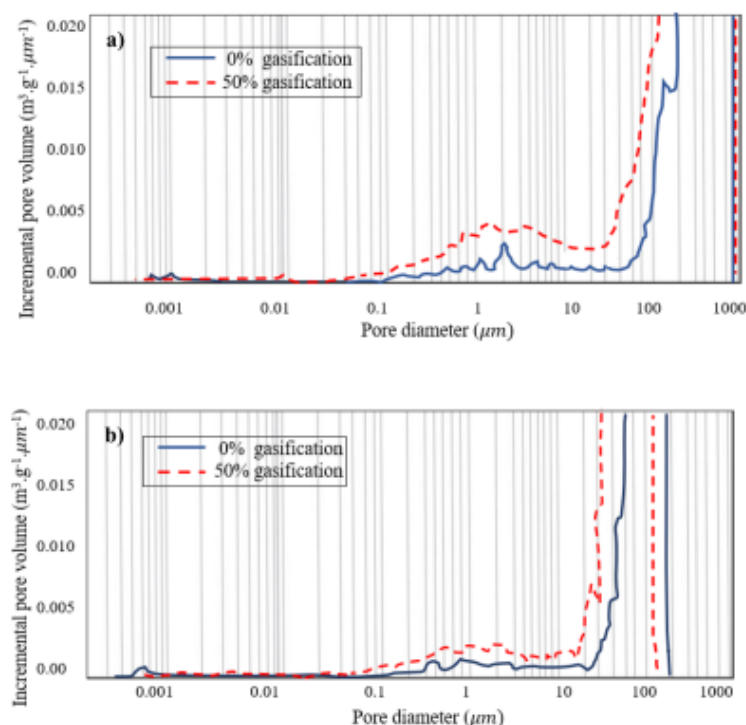 a)
0% gasification
50% gasification
Incremental pore volume (m³.g⁻¹.μm⁻¹)
0.020
0.015
0.010
0.005
0.00
0.001 0.01 0.1 1 10 100 1000
Pore diameter (μm)
b)
0% gasification
50% gasification
Incremental pore volume (m³.g⁻¹.μm⁻¹)
0.020
0.015
0.010
0.005
0.00
0.001 0.01 0.1 1 10 100 1000
Pore diameter (μm)